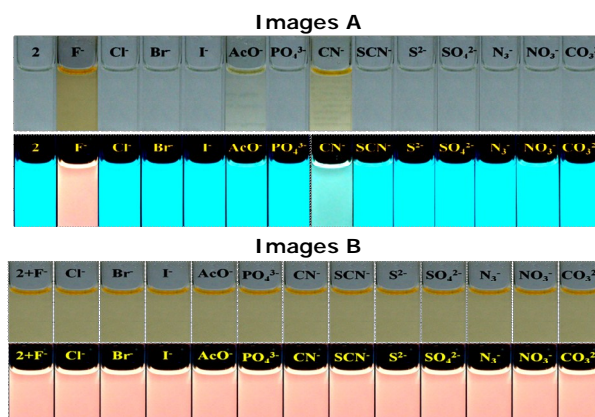 Images A
2 F⁻ Cl⁻ Br⁻ I⁻ AcO⁻ PO₄³⁻ CN⁻ SCN⁻ S²⁻ SO₄²⁻ N₃⁻ NO₃⁻ CO₃²⁻
2 F⁻ Cl⁻ Br⁻ I⁻ AcO⁻ PO₄³⁻ CN⁻ SCN⁻ S²⁻ SO₄²⁻ N₃⁻ NO₃⁻ CO₃²⁻
Images B
2+F⁻ Cl⁻ Br⁻ I⁻ AcO⁻ PO₄³⁻ CN⁻ SCN⁻ S²⁻ SO₄²⁻ N₃⁻ NO₃⁻ CO₃²⁻
2+F⁻ Cl⁻ Br⁻ I⁻ AcO⁻ PO₄³⁻ CN⁻ SCN⁻ S²⁻ SO₄²⁻ N₃⁻ NO₃⁻ CO₃²⁻